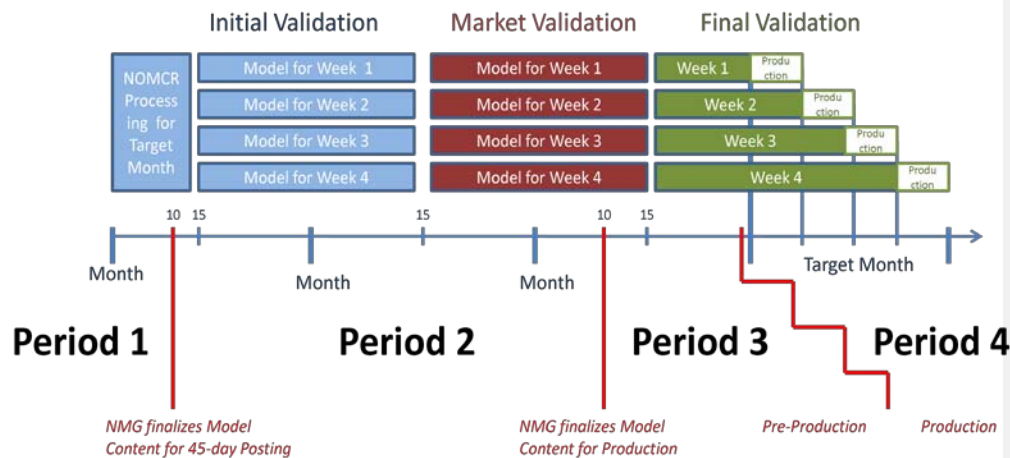 Initial Validation
Market Validation
Final Validation
NOMCR
Process
ing for
Target
Month
Model for Week 1
Model for Week 2
Model for Week 3
Model for Week 4
Model for Week 1
Model for Week 2
Model for Week 3
Model for Week 4
Week 1
Produ
ction
Week 2
Produ
ction
Week 3
Produ
ction
Week 4
Produ
ction
10
15
15
10
15
Month
Month
Month
Target Month
Period 1
Period 2
Period 3
Period 4
NMG finalizes Model
Content for 45-day Posting
NMG finalizes Model
Content for Production
Pre-Production
Production